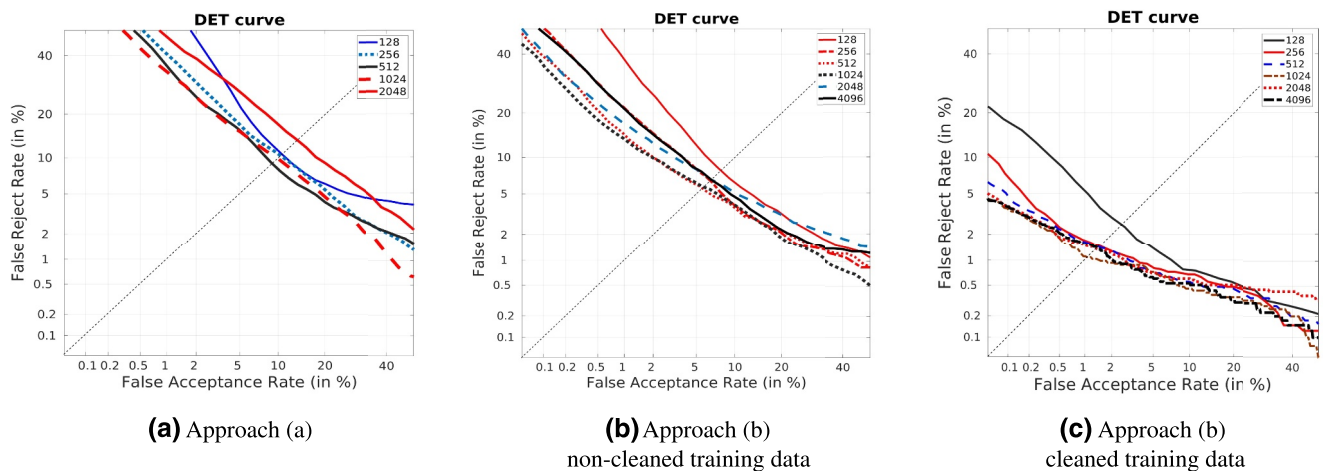 DET curve
128
256
512
1024
2048
40
20
10
5
2
1
0.5
0.2
0.1
False Reject Rate (in %)
0.1 0.2 0.5 1 2 5 10 20 40
False Acceptance Rate (in %)
(a) Approach (a)
DET curve
128
256
512
1024
2048
4096
40
20
10
5
2
1
0.5
0.2
0.1
False Reject Rate (in %)
0.1 0.2 0.5 1 2 5 10 20 40
False Acceptance Rate (in %)
(b) Approach (b)
non-cleaned training data
DET curve
128
256
512
1024
2048
4096
40
20
10
5
2
1
0.5
0.2
0.1
False Reject Rate (in %)
0.1 0.2 0.5 1 2 5 10 20 40
False Acceptance Rate (in %)
(c) Approach (b)
cleaned training data